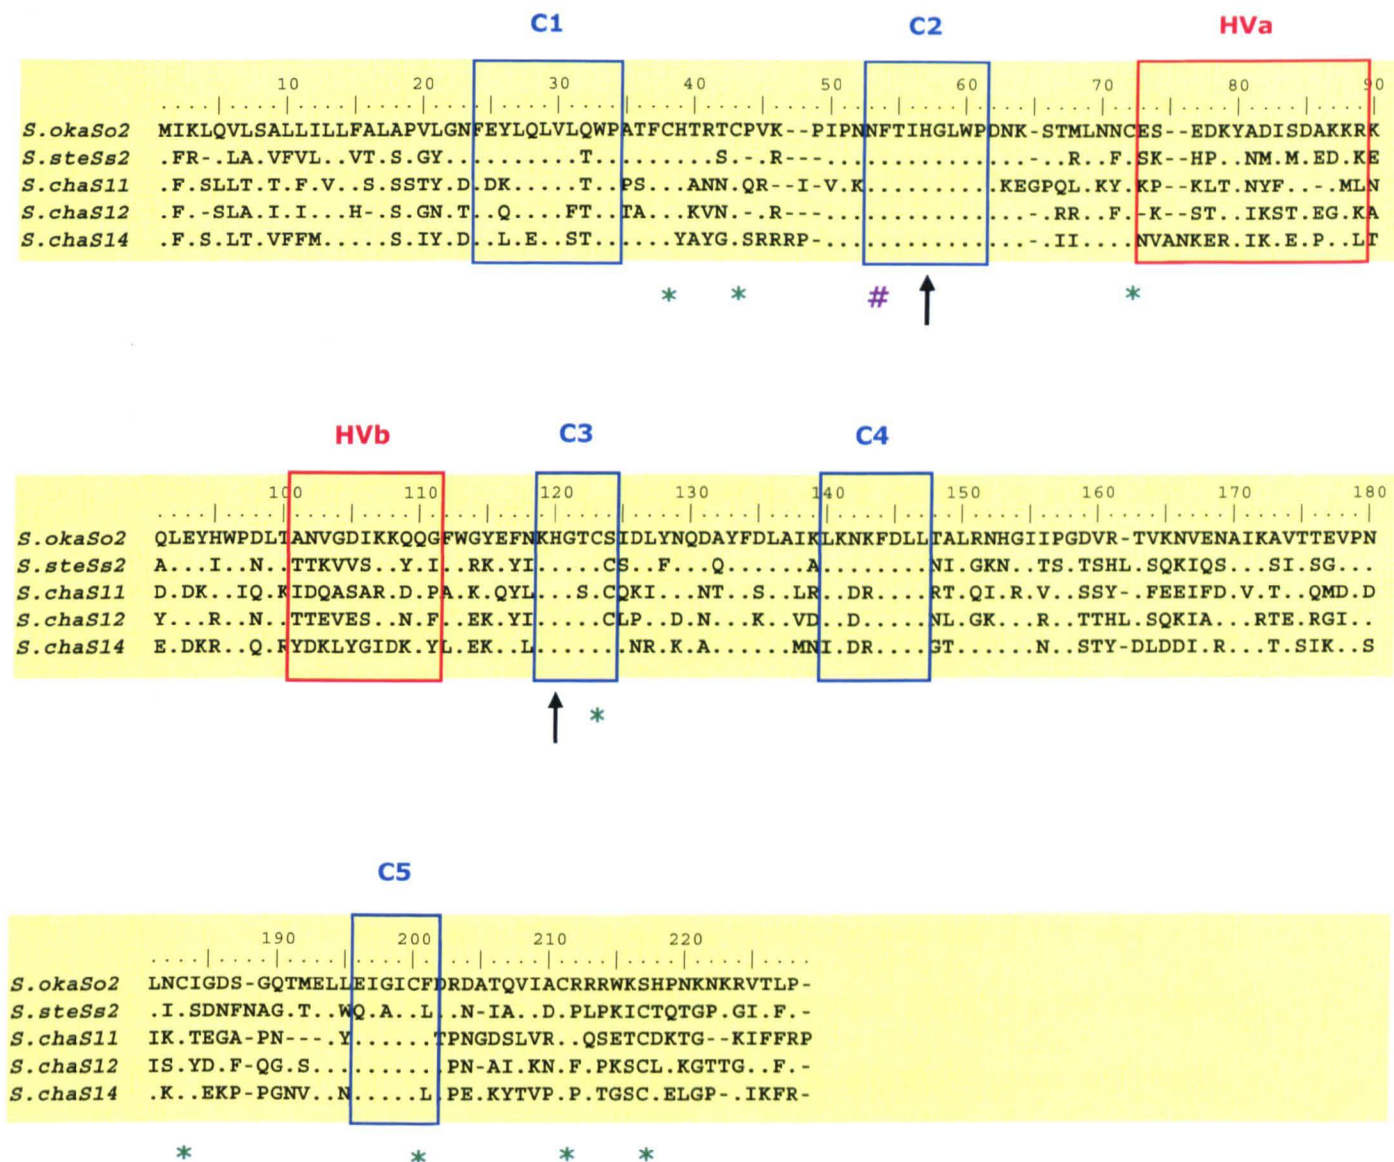 C1 C2 HVa
10 20 30 40 50 60 70 80 90
S.okaSo2 MIKLQVLSALLILLFALAPVLGNFEYLQLVLQWPATFCHTRTCPVK--PIPNNFTIHGLWPDNK-STMLNNCES--EDKYADISDAKKRK
S.steSs2 .FR-.LA.VFVL..VT.S.GY..........T.........S.-.R---..................-..R..F.SK--HP..NM.M.ED.KE
S.chaS11 .F.SLLT.T.F.V..S.SSTY.D.DK.....T..PS...ANN.QR--I-V.K.........KEGPQL.KY.KP--KLT.NYF...-MLN
S.chaS12 .F.-SLA.I.I...H-.S.GN.T..Q....FT..TA...KVN.-.R---..................-.RR..F.-K--ST..IKST.EG.KA
S.chaS14 .F.S.LT.VFFM.....S.IY.D..L.E..ST......YAYG.SRRRP-................-.II....NVANKER.IK.E.P..LT
* * # *
HVb C3 C4
100 110 120 130 140 150 160 170 180
S.okaSo2 QLEYHWPDLTANVGDIKKQQGFWGYEFNKHGTCSIDLYNQDAYFDLAIKLKNKFDLLTALRNHGIIPGDVR-TVKNVENAIKAVTTEVPN
S.steSs2 A...I..N..TTKVVS..Y.I..RK.YI.....CS..F...Q......A........NI.GKN..TS.TSHL.SQKIQS...SI.SG...
S.chaS11 D.DK..IQ.KIDQASAR.D.PA.K.QYL...S.CQKI...NT..S..LR..DR....RT.QI.R.V..SSY-.FEEIFD.V.T..QMD.D
S.chaS12 Y...R..N..TTEVES..N.F..EK.YI.....CLP..D.N...K..VD..D.....NL.GK...R..TTHL.SQKIA...RTE.RGI..
S.chaS14 E.DKR..Q.RYDKLYGIDK.YL.EK..L.......NR.K.A......MNI.DR....GT......N..STY-DLDDI.R...T.SIK..S
*
C5
190 200 210 220
S.okaSo2 LNCIGDS-GQTMELLEIGICFDRDATQVIACRRRWKSHPNKNKRVTLP-
S.steSs2 .I.SDNFNAG.T..WQ.A..L..N-IA..D.PLPKICTQTGP.GI.F.-
S.chaS11 IK.TEGA-PN----.Y......TPNGDSLVR..QSETCDKTG--KIFFRP
S.chaS12 IS.YD.F-QG.S..........PN-AI.KN.F.PKSCL.KGTTG..F.-
S.chaS14 .K..EKP-PGNV..N.....L.PE.KYTVP.P.TGSC.ELGP-.IKFR-
* * * *